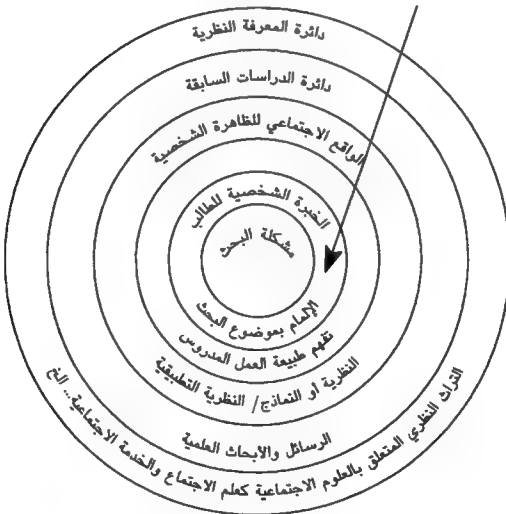 دائرة المعرفة النظرية
دائرة الدراسات السابقة
الواقع الاجتماعي للظاهرة الشخصية
الخبرة الشخصية للطالب
مشكلة البحث
الإلمام بموضوع البحث
تفهم طبيعة العمل المدروس
النظرية أو النماذج/ النظرية التطبيقية
الرسائل والأبحاث العلمية
التراث النظري المتعلق بالعلوم الاجتماعية كعلم الاجتماع والخدمة الاجتماعية... الخ